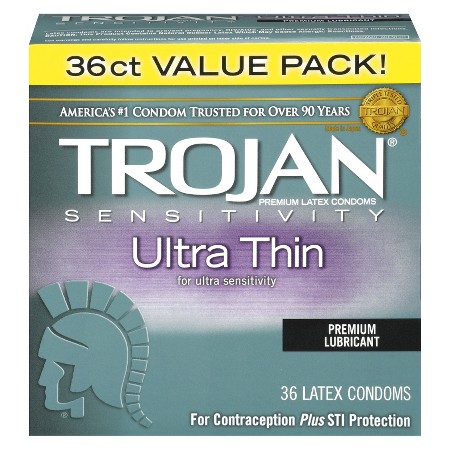 36ct VALUE PACK!
AMERICA'S #1 CONDOM TRUSTED FOR OVER 90 YEARS
TROJAN®
PREMIUM LATEX CONDOMS
SENSITIVITY
Ultra Thin
for ultra sensitivity
PREMIUM
LUBRICANT
36 LATEX CONDOMS
For Contraception Plus STI Protection